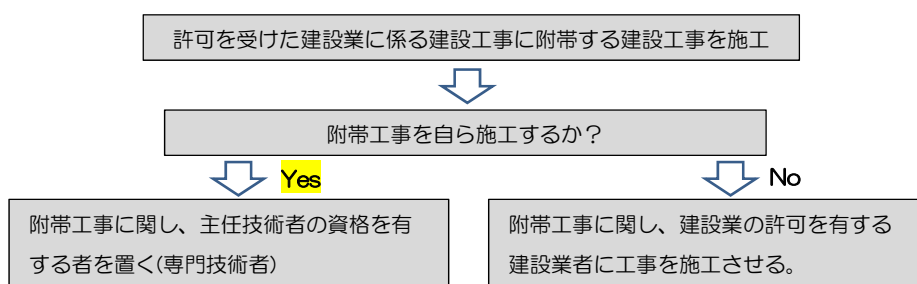 許可を受けた建設業に係る建設工事に附帯する建設工事を施工
附帯工事を自ら施工するか？
Yes
No
附帯工事に関し、主任技術者の資格を有
する者を置く(専門技術者)
附帯工事に関し、建設業の許可を有する
建設業者に工事を施工させる。